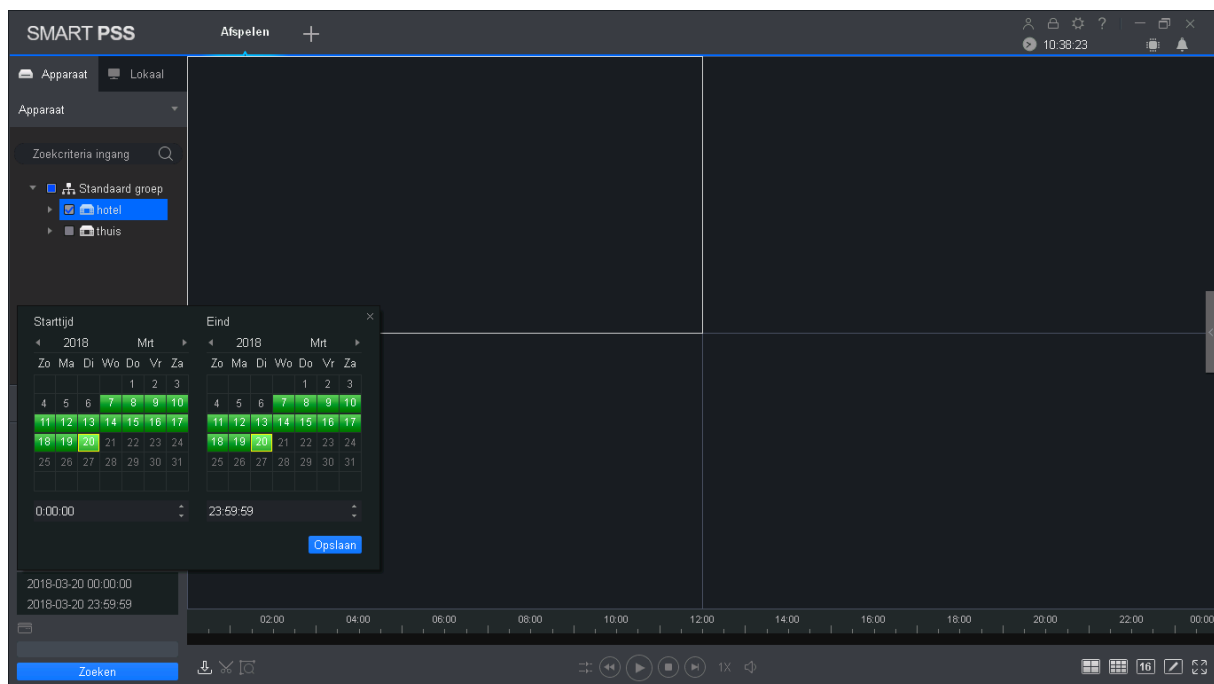 SMART PSS
Afspelen
?
10:38:23
Apparaat
Lokaal
Apparaat
Zoekcriteria ingang
Standaard groep
hotel
thuis
Starttijd
2018 Mrt
Zo Ma Di Wo Do Vr Za
1 2 3
4 5 6 7 8 9 10
11 12 13 14 15 16 17
18 19 20 21 22 23 24
25 26 27 28 29 30 31
0:00:00
Eind
2018 Mrt
Zo Ma Di Wo Do Vr Za
1 2 3
4 5 6 7 8 9 10
11 12 13 14 15 16 17
18 19 20 21 22 23 24
25 26 27 28 29 30 31
23:59:59
Opslaan
2018-03-20 00:00:00
2018-03-20 23:59:59
Zoeken
02:00 04:00 06:00 08:00 10:00 12:00 14:00 16:00 18:00 20:00 22:00 00:00
1X
16